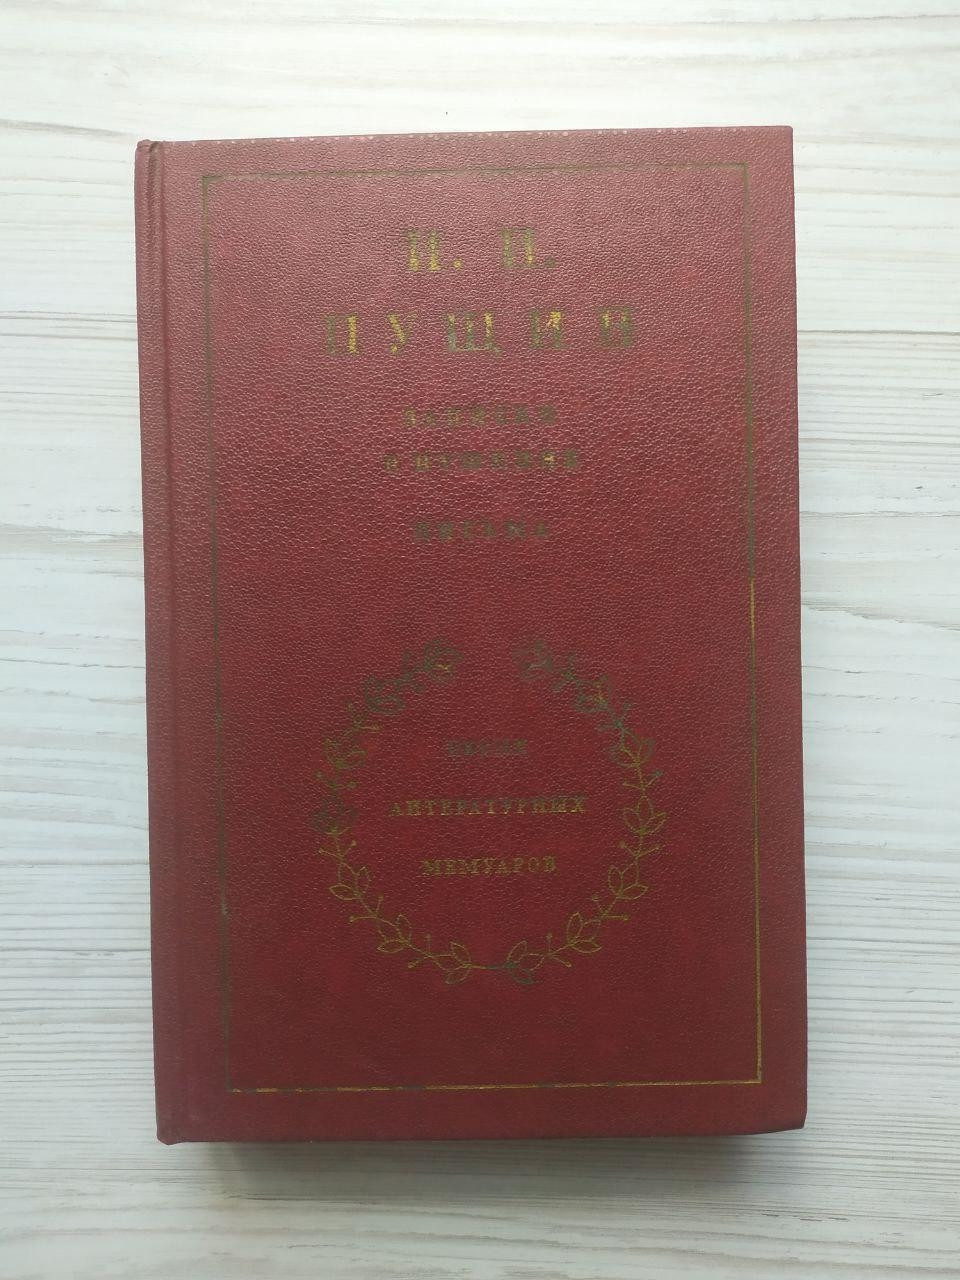 И. И.
ПУЩИН
ЗАПИСКИ
О ПУШКИНЕ
ПИСЬМА
СЕРИЯ
ЛИТЕРАТУРНЫХ
МЕМУАРОВ